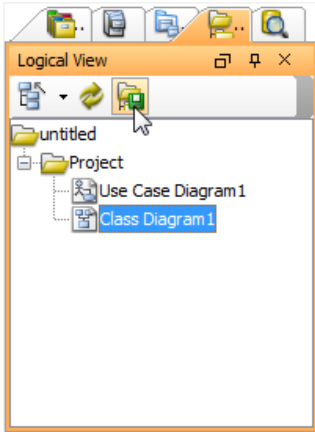 Logical View
untitled
Project
Use Case Diagram1
Class Diagram1